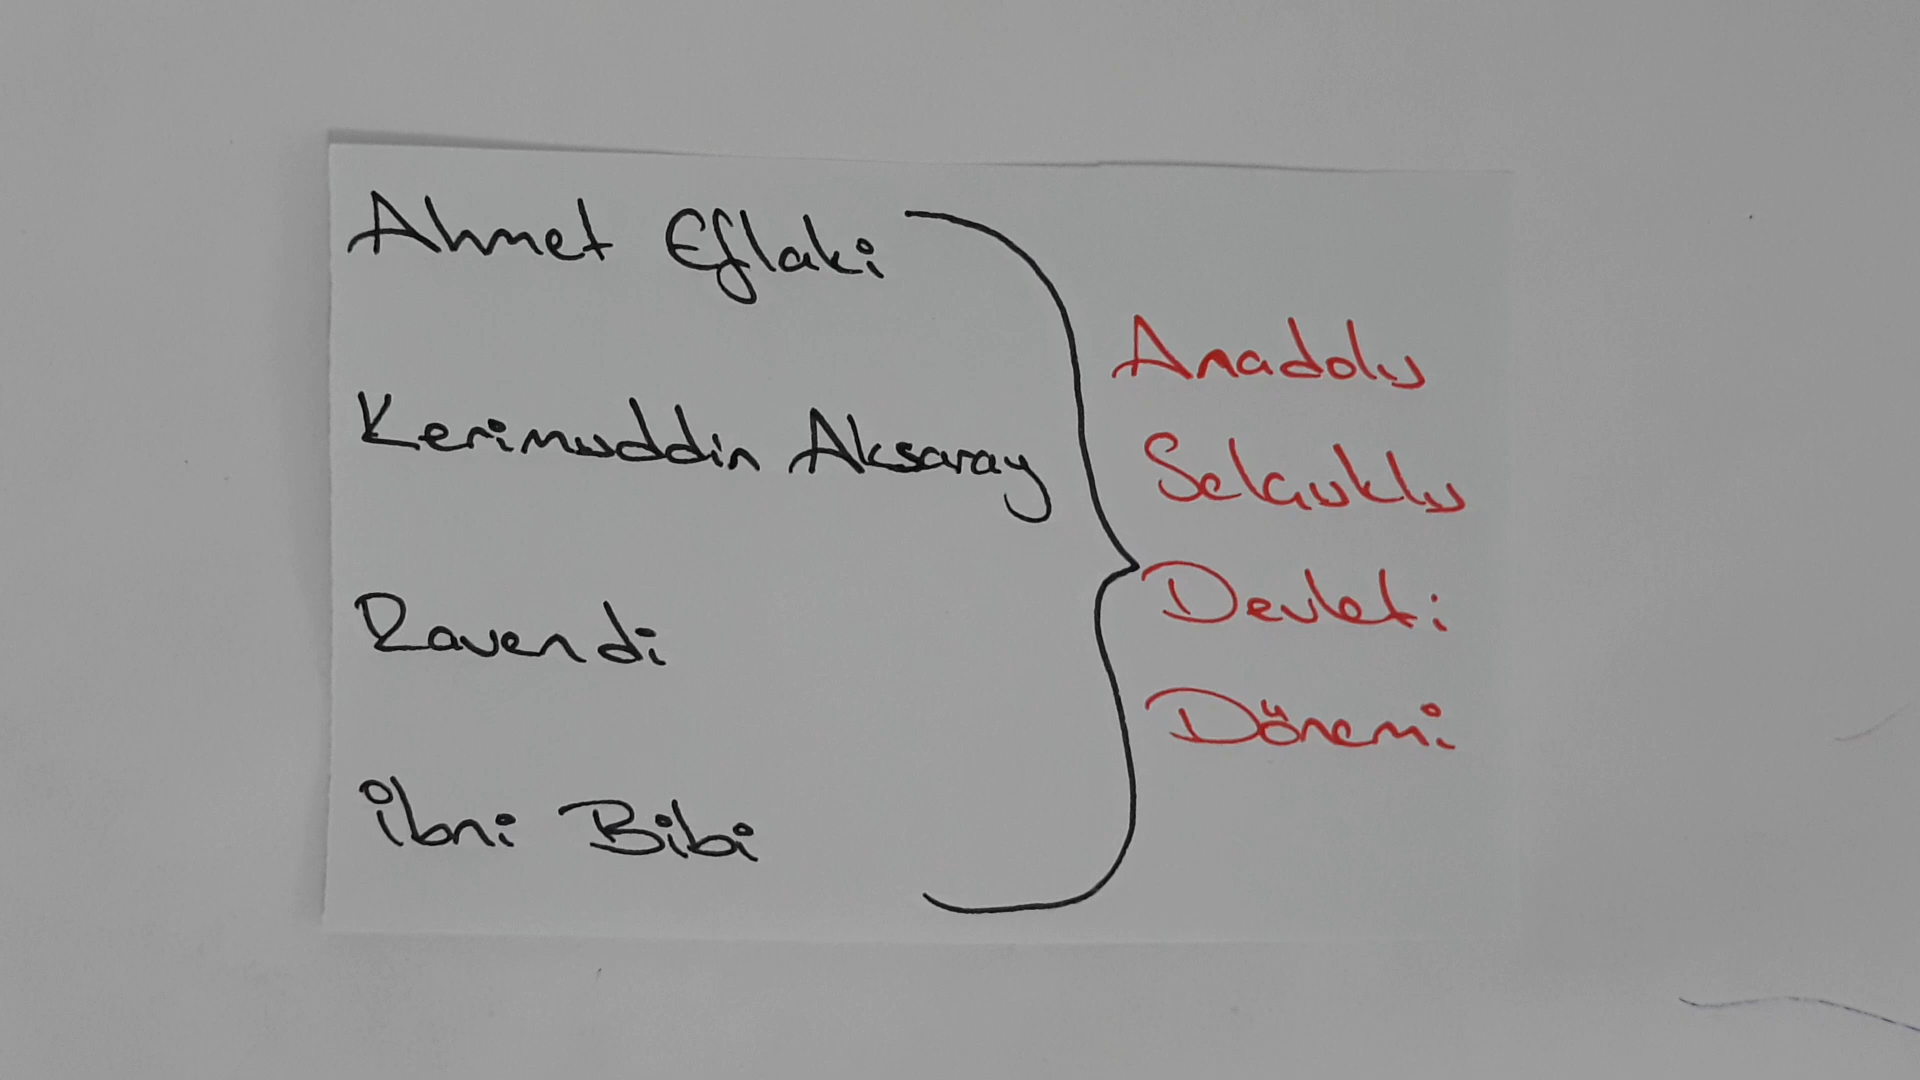 Ahmet Eflaki
Kerimuddin Aksaray
Ravendi
İbni Bibi
Anadolu
Selçuklu
Devleti
Dönemi